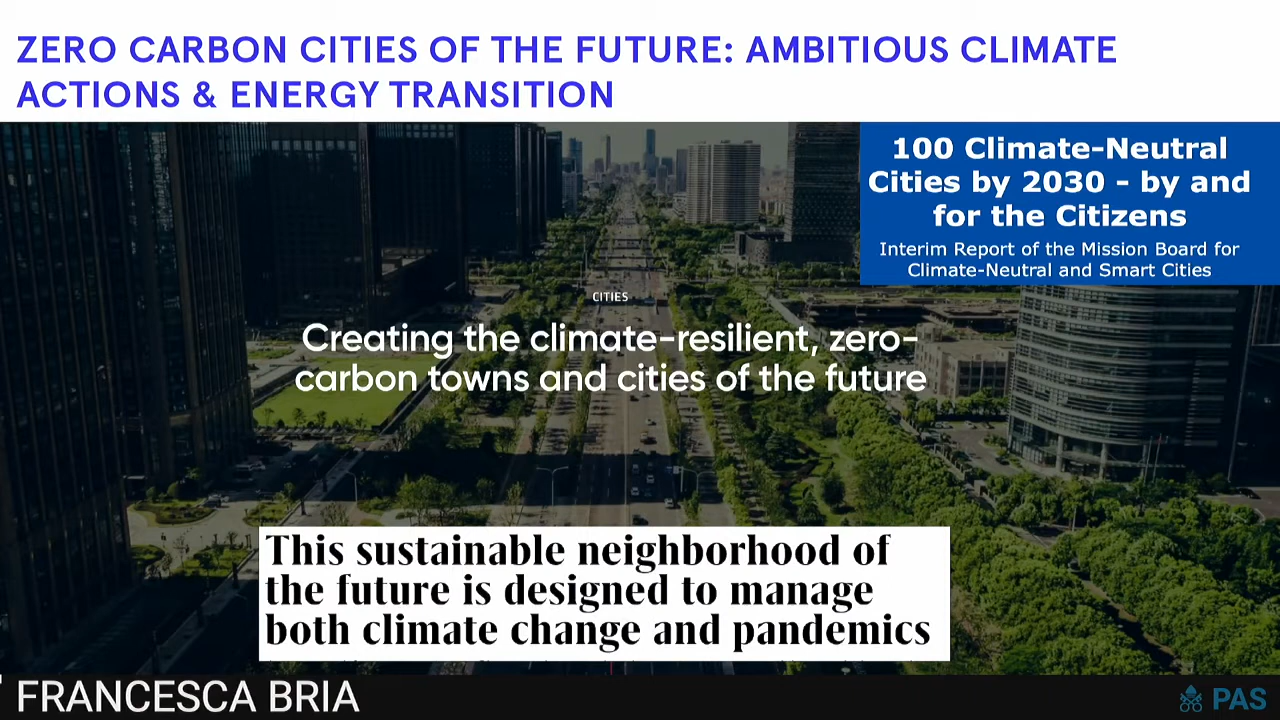 ZERO CARBON CITIES OF THE FUTURE: AMBITIOUS CLIMATE
ACTIONS & ENERGY TRANSITION
100 Climate-Neutral
Cities by 2030 - by and
for the Citizens
Interim Report of the Mission Board for
Climate-Neutral and Smart Cities
CITIES
Creating the climate-resilient, zero-
carbon towns and cities of the future
This sustainable neighborhood of
the future is designed to manage
both climate change and pandemics
FRANCESCA BRIA
PAS